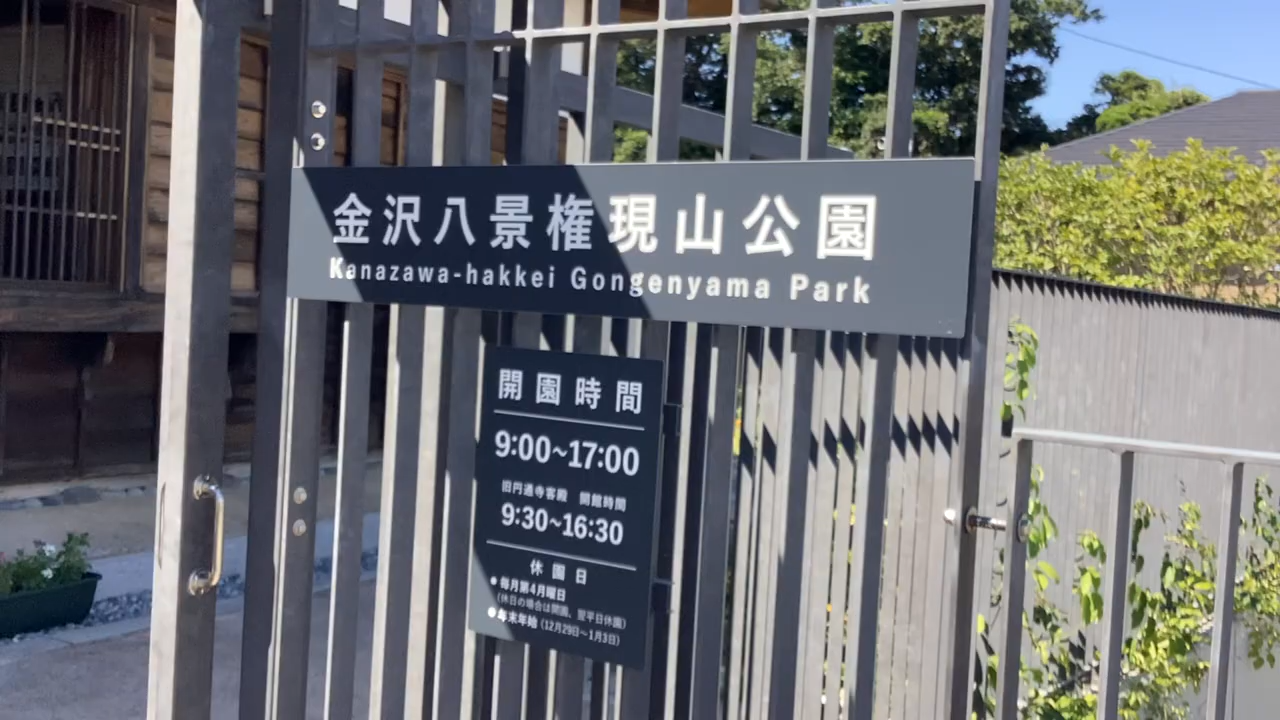 金沢八景権現山公園
Kanazawa-hakkei Gongenyama Park
開園時間
9:00~17:00
旧円通寺客殿 開館時間
9:30~16:30
休園日
●毎月第4月曜日
(休日の場合は開園、翌平日休園)
●年末年始(12月29日~1月3日)